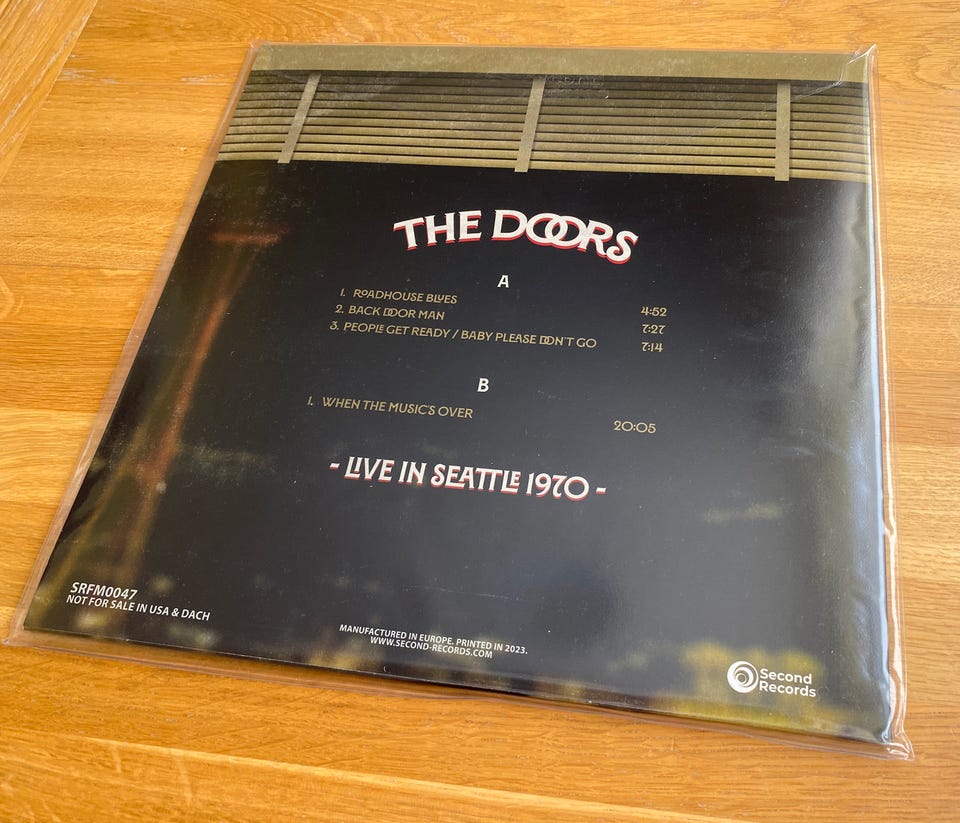 THE DOORS
A
1. ROADHOUSE BLUES 4:52
2. BACK DOOR MAN 7:27
3. PEOPLE GET READY / BABY PLEASE DON'T GO 7:14
B
1. WHEN THE MUSIC'S OVER 20:05
- LIVE IN SEATTLE 1970 -
SRFM0047
NOT FOR SALE IN USA & DACH
MANUFACTURED IN EUROPE. PRINTED IN 2023.
WWW.SECOND-RECORDS.COM
Second
Records